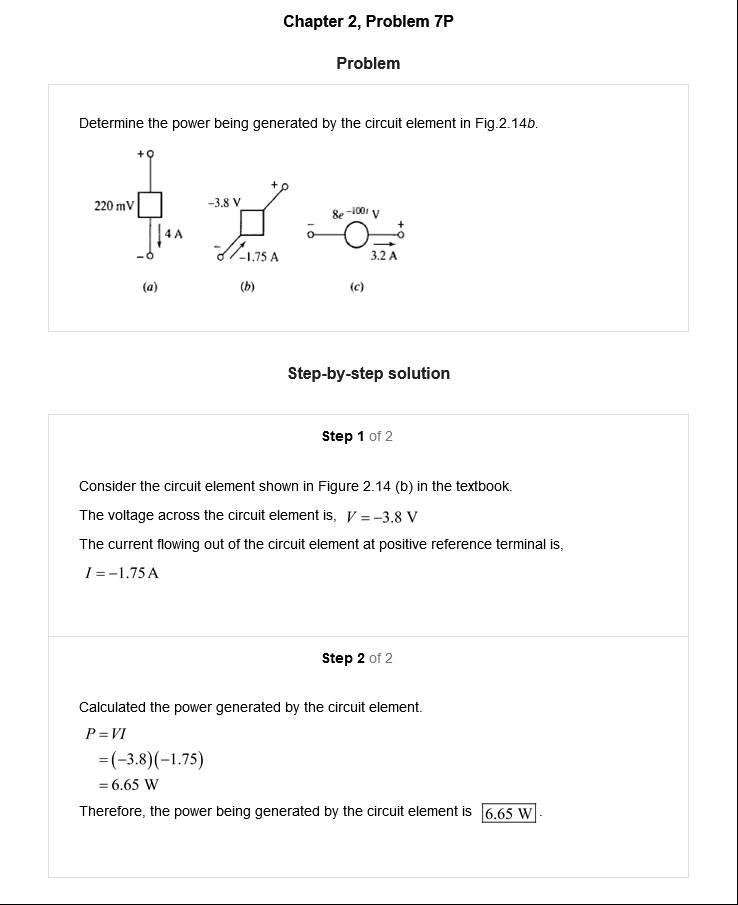 Chapter 2, Problem 7P
Problem
Determine the power being generated by the circuit element in Fig.2.14b.
+
220 mV
4 A
–
(a)
–3.8 V
+
–
–1.75 A
(b)
8e^–100t V
–
+
3.2 A
(c)
Step-by-step solution
Step 1 of 2
Consider the circuit element shown in Figure 2.14 (b) in the textbook.
The voltage across the circuit element is, V = –3.8 V
The current flowing out of the circuit element at positive reference terminal is,
I = –1.75 A
Step 2 of 2
Calculated the power generated by the circuit element.
P = VI
= (–3.8)(–1.75)
= 6.65 W
Therefore, the power being generated by the circuit element is 6.65 W.